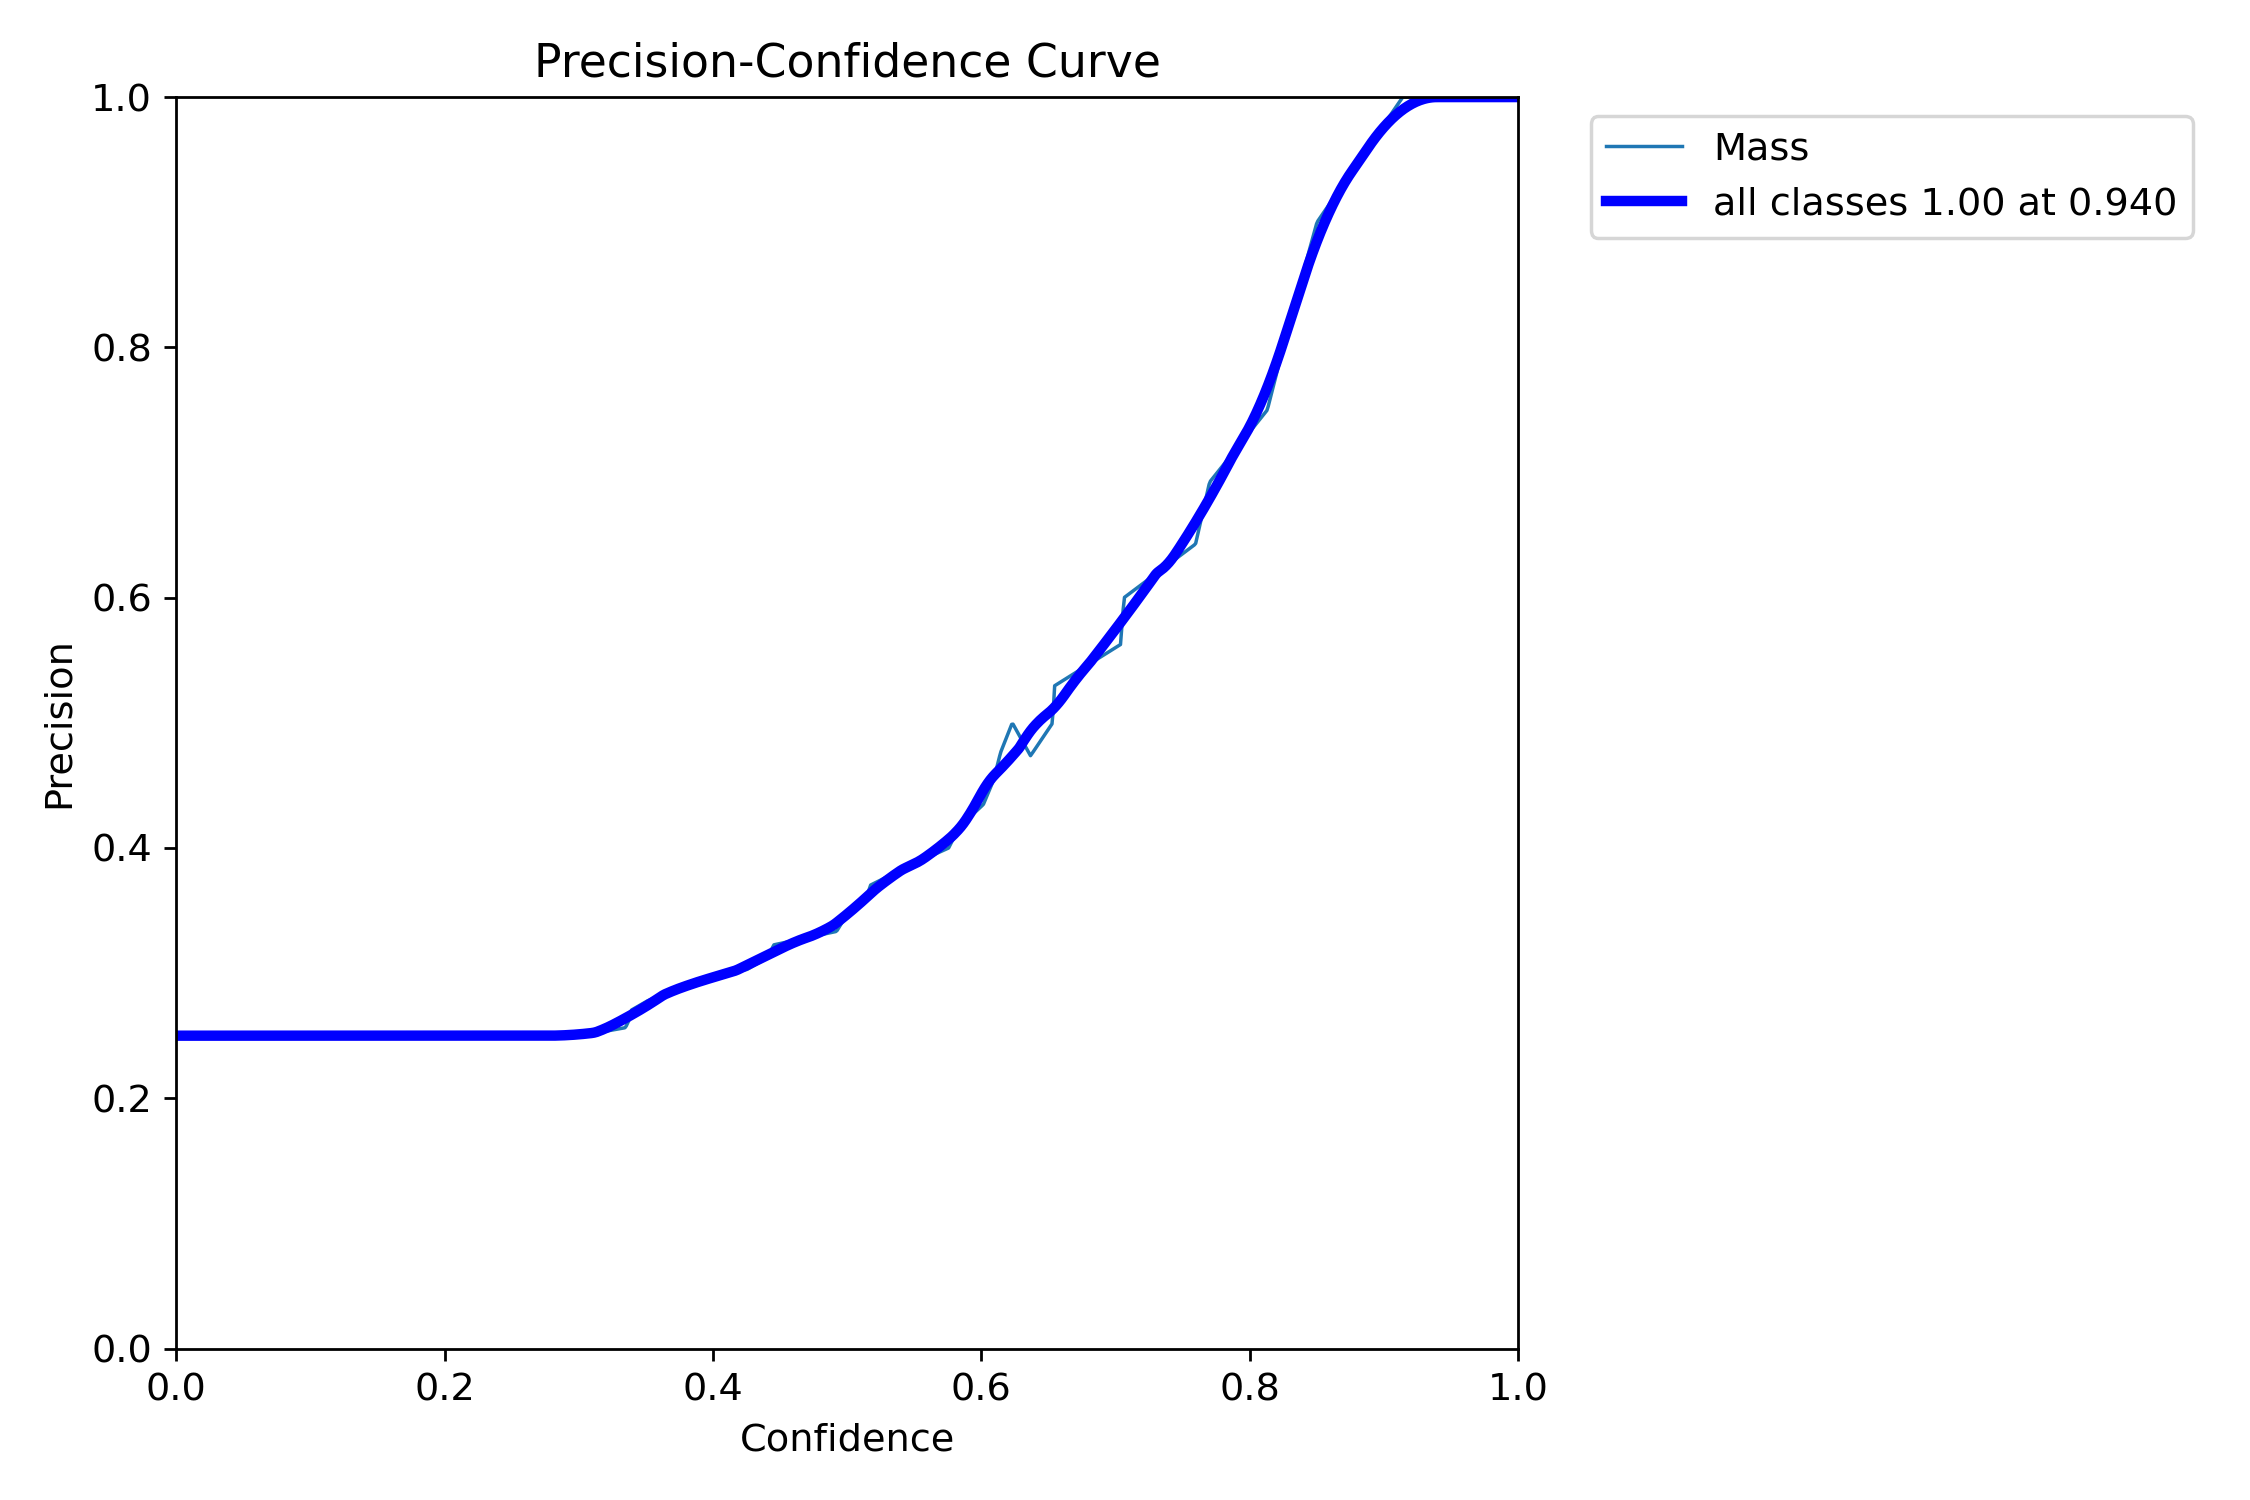 Precision-Confidence Curve
1.0
0.8
0.6
0.4
0.2
0.0
Precision
0.0 0.2 0.4 0.6 0.8 1.0
Confidence
Mass
all classes 1.00 at 0.940